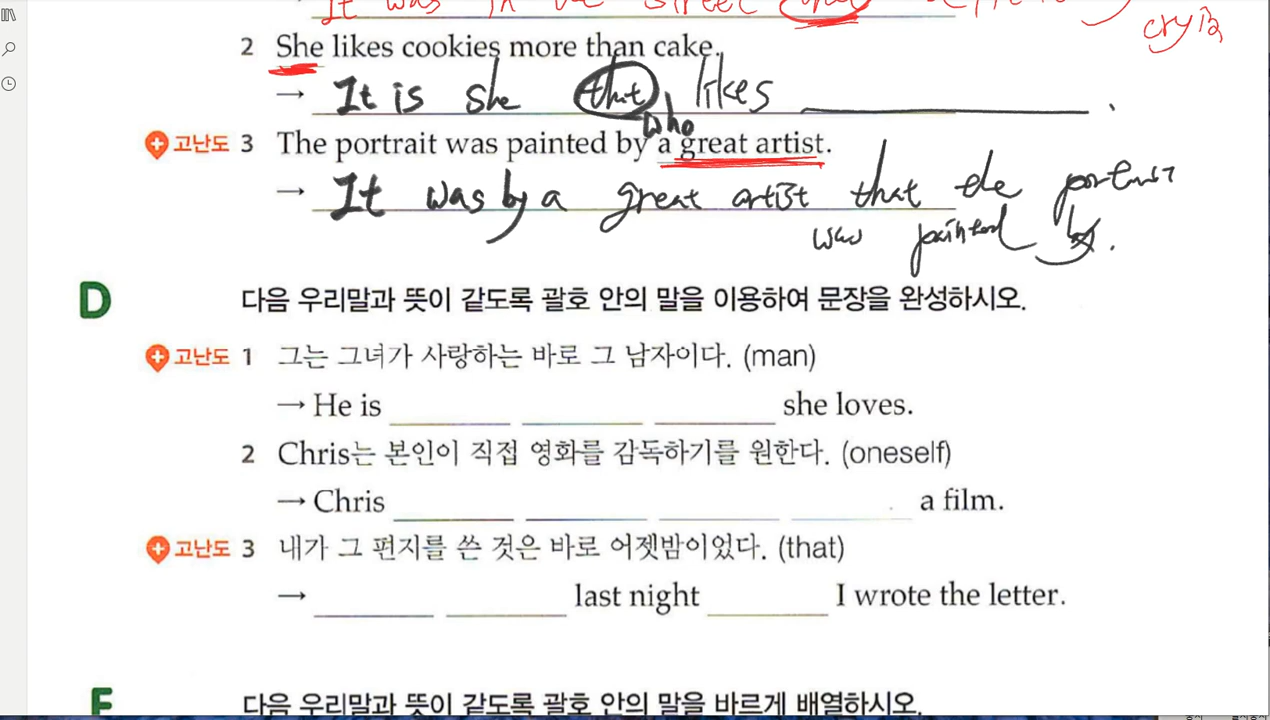 It was in the street that
crying
2 She likes cookies more than cake.
→ It is she that likes .
who
고난도 3 The portrait was painted by a great artist.
→ It was by a great artist that the portrait
was painted by.
D 다음 우리말과 뜻이 같도록 괄호 안의 말을 이용하여 문장을 완성하시오.
고난도 1 그는 그녀가 사랑하는 바로 그 남자이다. (man)
→ He is she loves.
2 Chris는 본인이 직접 영화를 감독하기를 원한다. (oneself)
→ Chris a film.
고난도 3 내가 그 편지를 쓴 것은 바로 어젯밤이었다. (that)
→ last night I wrote the letter.
E 다음 우리말과 뜻이 같도록 괄호 안의 말을 바르게 배열하시오.